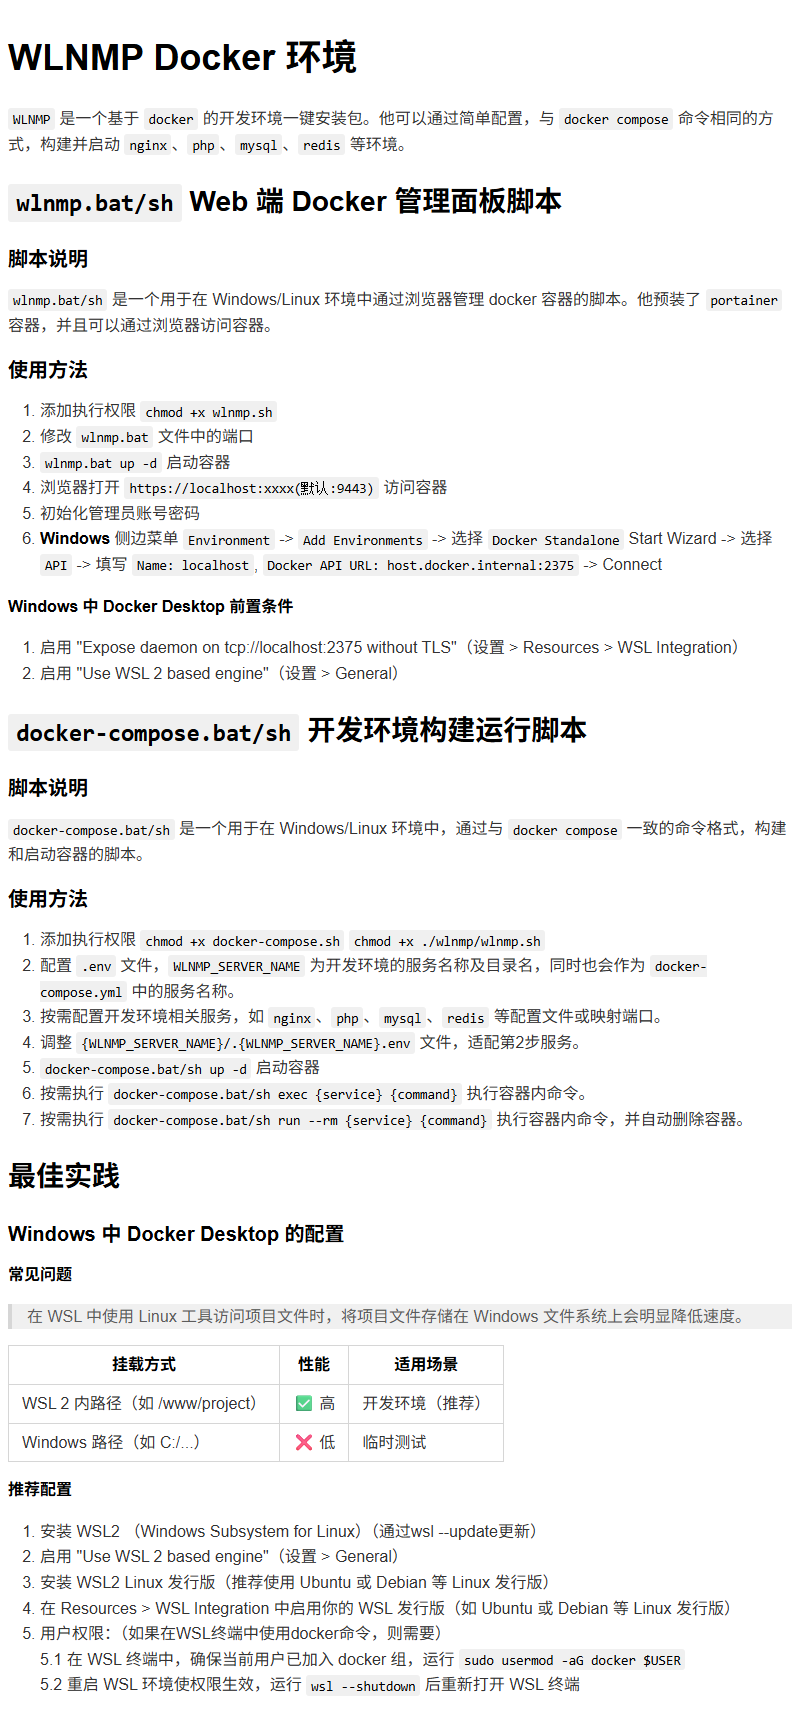 WLNMP Docker 环境
WLNMP 是一个基于 docker 的开发环境一键安装包。他可以通过简单配置，与 docker compose 命令相同的方
式，构建并启动 nginx 、 php 、 mysql 、 redis 等环境。
wlnmp.bat/sh Web 端 Docker 管理面板脚本
脚本说明
wlnmp.bat/sh 是一个用于在 Windows/Linux 环境中通过浏览器管理 docker 容器的脚本。他预装了 portainer
容器，并且可以通过浏览器访问容器。
使用方法
1. 添加执行权限 chmod +x wlnmp.sh
2. 修改 wlnmp.bat 文件中的端口
3. wlnmp.bat up -d 启动容器
4. 浏览器打开 https://localhost:xxxx(默认:9443) 访问容器
5. 初始化管理员账号密码
6. Windows 侧边菜单 Environment -> Add Environments -> 选择 Docker Standalone Start Wizard -> 选择
API -> 填写 Name: localhost , Docker API URL: host.docker.internal:2375 -> Connect
Windows 中 Docker Desktop 前置条件
1. 启用 "Expose daemon on tcp://localhost:2375 without TLS"（设置 > Resources > WSL Integration）
2. 启用 "Use WSL 2 based engine"（设置 > General）
docker-compose.bat/sh 开发环境构建运行脚本
脚本说明
docker-compose.bat/sh 是一个用于在 Windows/Linux 环境中，通过与 docker compose 一致的命令格式，构建
和启动容器的脚本。
使用方法
1. 添加执行权限 chmod +x docker-compose.sh chmod +x ./wlnmp/wlnmp.sh
2. 配置 .env 文件， WLNMP_SERVER_NAME 为开发环境的服务名称及目录名，同时也会作为 docker-
compose.yml 中的服务名称。
3. 按需配置开发环境相关服务，如 nginx 、 php 、 mysql 、 redis 等配置文件或映射端口。
4. 调整 {WLNMP_SERVER_NAME}/.{WLNMP_SERVER_NAME}.env 文件，适配第2步服务。
5. docker-compose.bat/sh up -d 启动容器
6. 按需执行 docker-compose.bat/sh exec {service} {command} 执行容器内命令。
7. 按需执行 docker-compose.bat/sh run --rm {service} {command} 执行容器内命令，并自动删除容器。
最佳实践
Windows 中 Docker Desktop 的配置
常见问题
在 WSL 中使用 Linux 工具访问项目文件时，将项目文件存储在 Windows 文件系统上会明显降低速度。
挂载方式 性能 适用场景
WSL 2 内路径（如 /www/project） ✅ 高 开发环境（推荐）
Windows 路径（如 C:/...） ❌ 低 临时测试
推荐配置
1. 安装 WSL2 （Windows Subsystem for Linux）（通过wsl --update更新）
2. 启用 "Use WSL 2 based engine"（设置 > General）
3. 安装 WSL2 Linux 发行版（推荐使用 Ubuntu 或 Debian 等 Linux 发行版）
4. 在 Resources > WSL Integration 中启用你的 WSL 发行版（如 Ubuntu 或 Debian 等 Linux 发行版）
5. 用户权限：（如果在WSL终端中使用docker命令，则需要）
5.1 在 WSL 终端中，确保当前用户已加入 docker 组，运行 sudo usermod -aG docker $USER
5.2 重启 WSL 环境使权限生效，运行 wsl --shutdown 后重新打开 WSL 终端